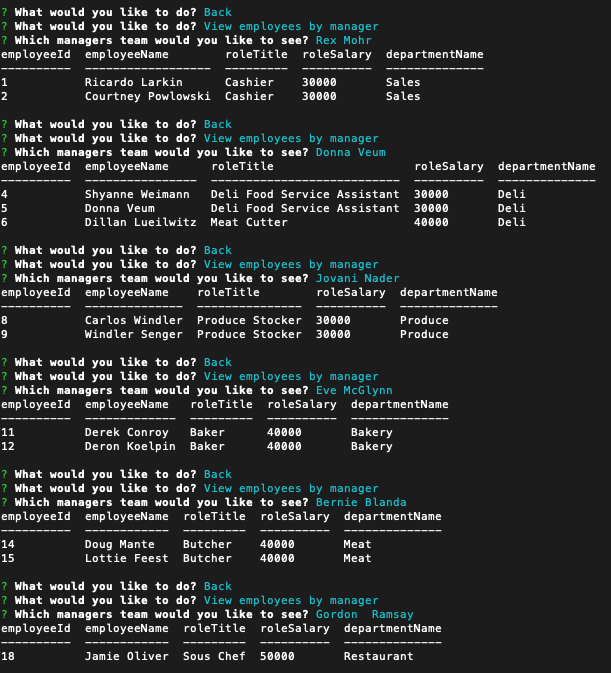 ? What would you like to do? Back
? What would you like to do? View employees by manager
? Which managers team would you like to see? Rex Mohr
employeeId  employeeName        roleTitle  roleSalary  departmentName
----------  ------------------  ---------  ----------  --------------
1           Ricardo Larkin      Cashier    30000       Sales
2           Courtney Powlowski  Cashier    30000       Sales
? What would you like to do? Back
? What would you like to do? View employees by manager
? Which managers team would you like to see? Donna Veum
employeeId  employeeName      roleTitle                    roleSalary  departmentName
----------  ----------------  ---------------------------  ----------  --------------
4           Shyanne Weimann   Deli Food Service Assistant  30000       Deli
5           Donna Veum        Deli Food Service Assistant  30000       Deli
6           Dillan Lueilwitz  Meat Cutter                  40000       Deli
? What would you like to do? Back
? What would you like to do? View employees by manager
? Which managers team would you like to see? Jovani Nader
employeeId  employeeName    roleTitle        roleSalary  departmentName
----------  --------------  ---------------  ----------  --------------
8           Carlos Windler  Produce Stocker  30000       Produce
9           Windler Senger  Produce Stocker  30000       Produce
? What would you like to do? Back
? What would you like to do? View employees by manager
? Which managers team would you like to see? Eve McGlynn
employeeId  employeeName   roleTitle  roleSalary  departmentName
----------  -------------  ---------  ----------  --------------
11          Derek Conroy   Baker      40000       Bakery
12          Deron Koelpin  Baker      40000       Bakery
? What would you like to do? Back
? What would you like to do? View employees by manager
? Which managers team would you like to see? Bernie Blanda
employeeId  employeeName  roleTitle  roleSalary  departmentName
----------  ------------  ---------  ----------  --------------
14          Doug Mante    Butcher    40000       Meat
15          Lottie Feest  Butcher    40000       Meat
? What would you like to do? Back
? What would you like to do? View employees by manager
? Which managers team would you like to see? Gordon  Ramsay
employeeId  employeeName  roleTitle  roleSalary  departmentName
----------  ------------  ---------  ----------  --------------
18          Jamie Oliver  Sous Chef  50000       Restaurant